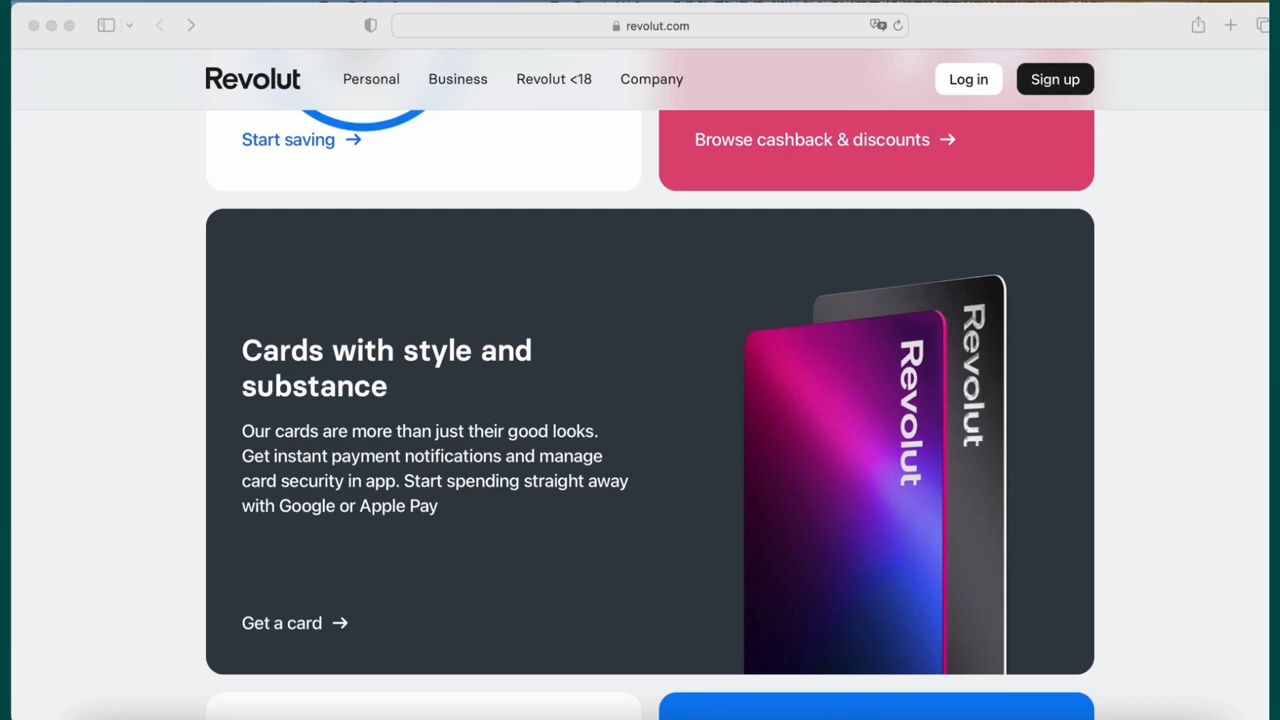 revolut.com
Revolut Personal Business Revolut <18 Company Log in Sign up
Start saving →
Browse cashback & discounts →
Cards with style and
substance
Our cards are more than just their good looks.
Get instant payment notifications and manage
card security in app. Start spending straight away
with Google or Apple Pay
Get a card →
Revolut
Revolut